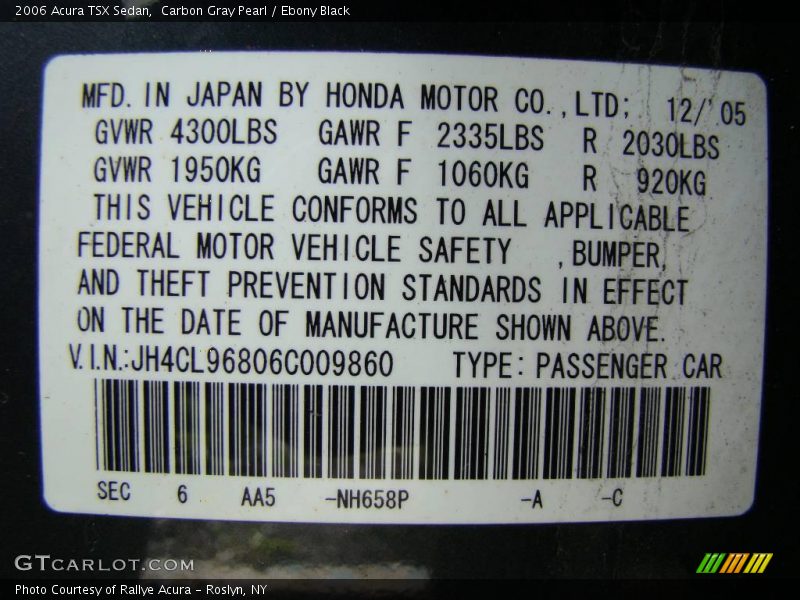 2006 Acura TSX Sedan,  Carbon Gray Pearl / Ebony Black
MFD. IN JAPAN BY HONDA MOTOR CO.,LTD; 12/'05
GVWR 4300LBS GAWR F 2335LBS R 2030LBS
GVWR 1950KG GAWR F 1060KG R 920KG
THIS VEHICLE CONFORMS TO ALL APPLICABLE
FEDERAL MOTOR VEHICLE SAFETY ,BUMPER,
AND THEFT PREVENTION STANDARDS IN EFFECT
ON THE DATE OF MANUFACTURE SHOWN ABOVE.
V.I.N.:JH4CL96806C009860 TYPE: PASSENGER CAR
SEC 6 AA5 -NH658P -A -C
GTCARLOT.COM
Photo Courtesy of Rallye Acura - Roslyn, NY